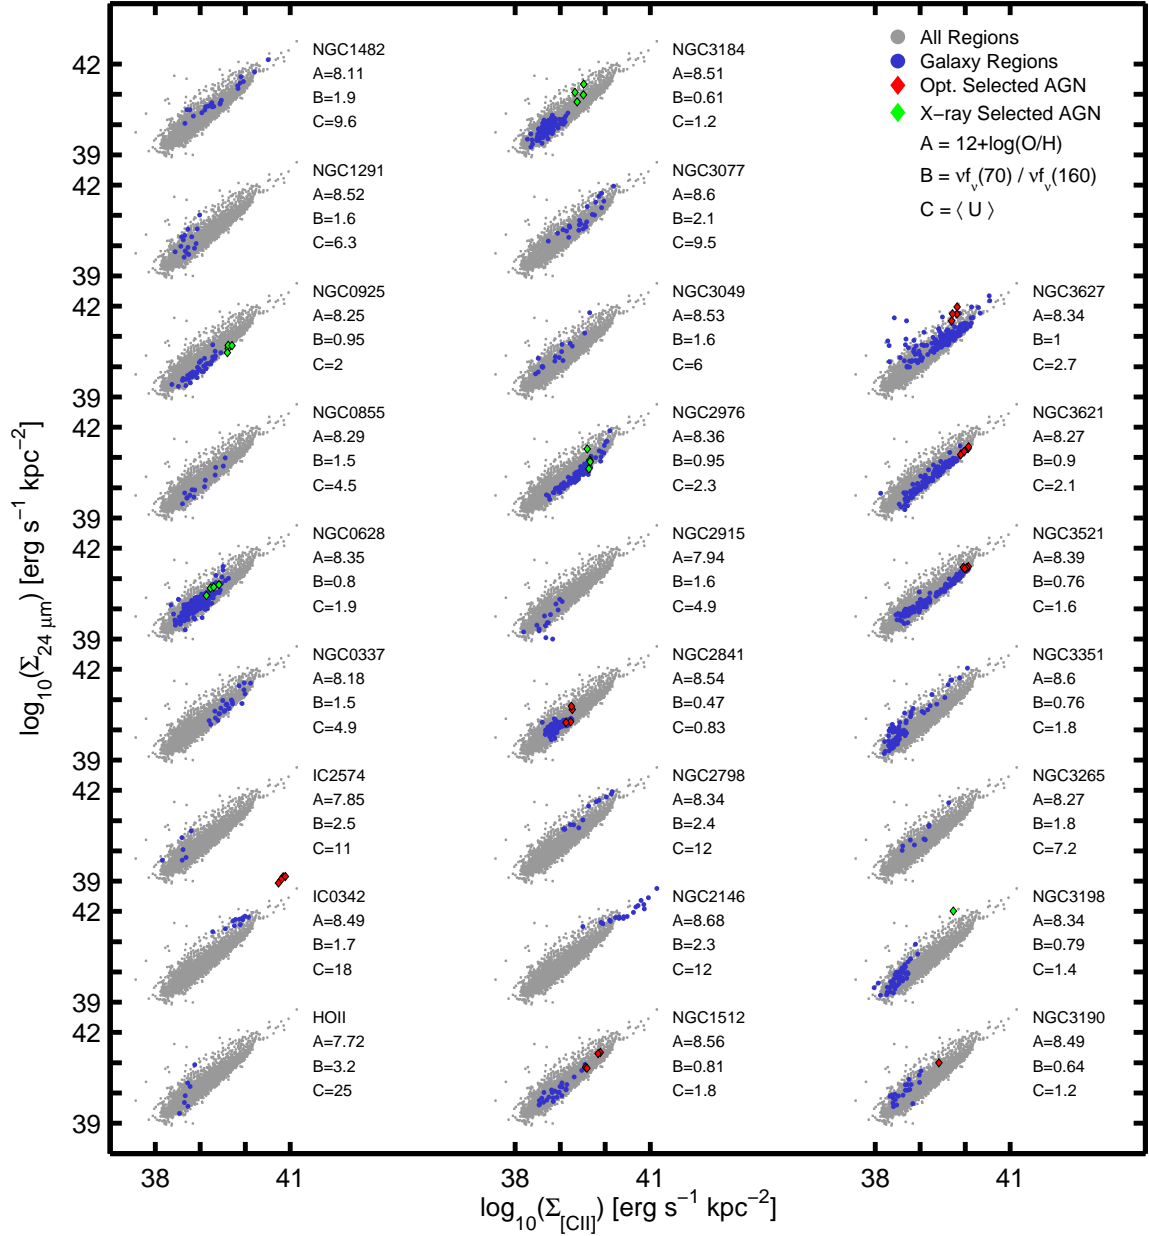 All Regions
Galaxy Regions
Opt. Selected AGN
X−ray Selected AGN
A = 12+log(O/H)
B = νf_ν(70) / νf_ν(160)
C = ⟨ U ⟩
42
39
NGC1482
A=8.11
B=1.9
C=9.6
NGC3184
A=8.51
B=0.61
C=1.2
42
39
NGC1291
A=8.52
B=1.6
C=6.3
NGC3077
A=8.6
B=2.1
C=9.5
42
39
NGC0925
A=8.25
B=0.95
C=2
NGC3049
A=8.53
B=1.6
C=6
NGC3627
A=8.34
B=1
C=2.7
42
39
NGC0855
A=8.29
B=1.5
C=4.5
NGC2976
A=8.36
B=0.95
C=2.3
NGC3621
A=8.27
B=0.9
C=2.1
42
39
NGC0628
A=8.35
B=0.8
C=1.9
NGC2915
A=7.94
B=1.6
C=4.9
NGC3521
A=8.39
B=0.76
C=1.6
42
39
NGC0337
A=8.18
B=1.5
C=4.9
NGC2841
A=8.54
B=0.47
C=0.83
NGC3351
A=8.6
B=0.76
C=1.8
42
39
IC2574
A=7.85
B=2.5
C=11
NGC2798
A=8.34
B=2.4
C=12
NGC3265
A=8.27
B=1.8
C=7.2
42
39
IC0342
A=8.49
B=1.7
C=18
NGC2146
A=8.68
B=2.3
C=12
NGC3198
A=8.34
B=0.79
C=1.4
42
39
HOII
A=7.72
B=3.2
C=25
NGC1512
A=8.56
B=0.81
C=1.8
NGC3190
A=8.49
B=0.64
C=1.2
38 41 38 41 38 41
log₁₀(Σ_[CII]) [erg s⁻¹ kpc⁻²]
log₁₀(Σ_24 μm) [erg s⁻¹ kpc⁻²]